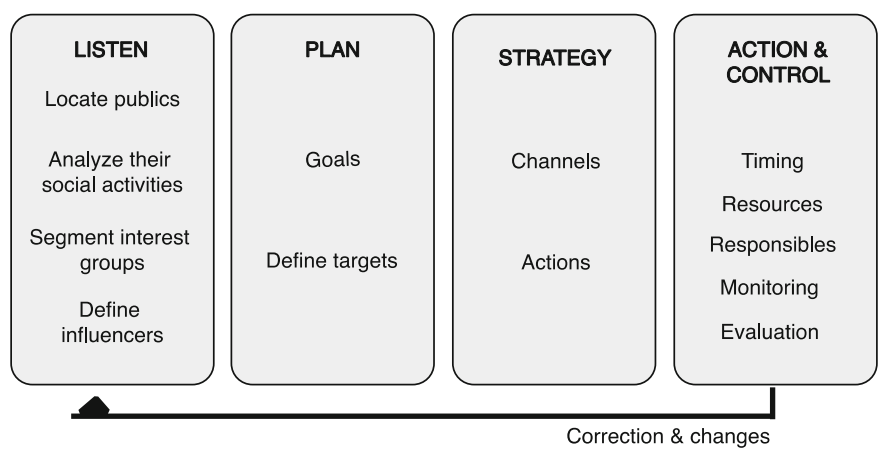 LISTEN
Locate publics
Analyze their
social activities
Segment interest
groups
Define
influencers
PLAN
Goals
Define targets
STRATEGY
Channels
Actions
ACTION &
CONTROL
Timing
Resources
Responsibles
Monitoring
Evaluation
Correction & changes